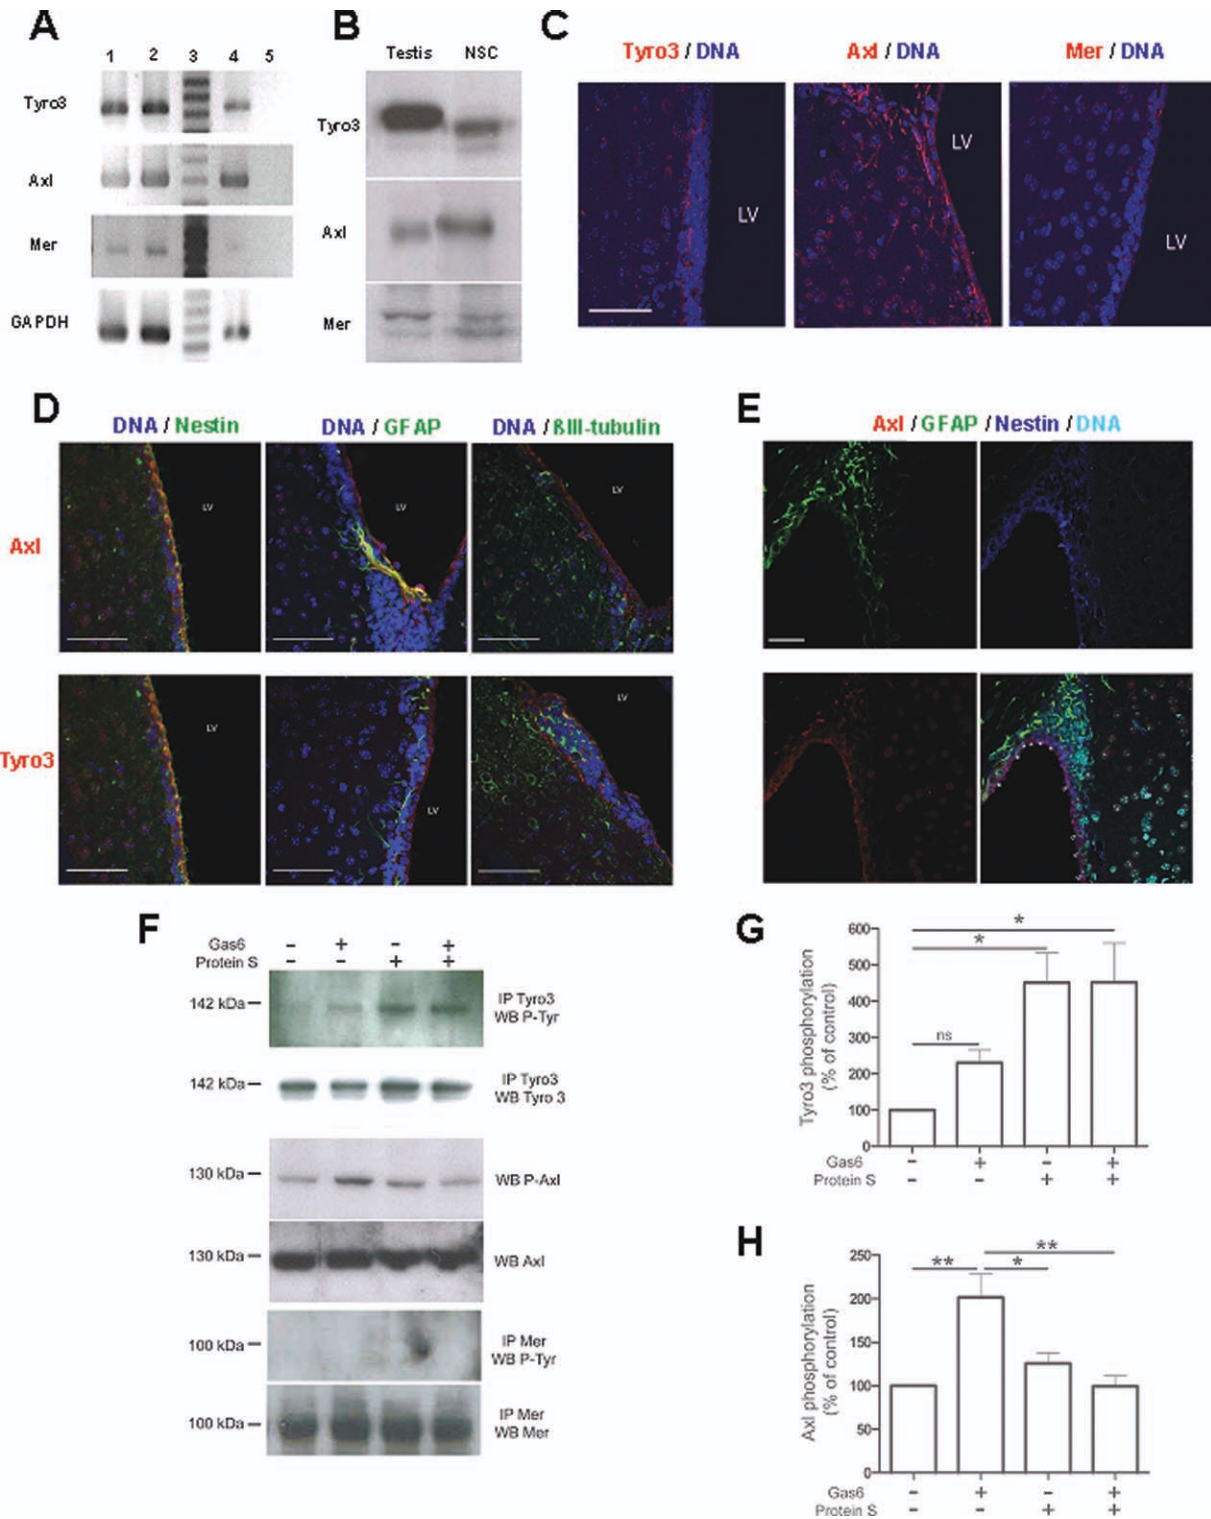 A
1 2 3 4 5
Tyro3
Axl
Mer
GAPDH
B
Testis NSC
Tyro3
Axl
Mer
C
Tyro3 / DNA
Axl / DNA
Mer / DNA
LV
LV
LV
D
DNA / Nestin
DNA / GFAP
DNA / ßIII-tubulin
Axl
LV
LV
LV
Tyro3
LV
LV
LV
E
Axl / GFAP / Nestin / DNA
F
Gas6 - + - +
Protein S - - + +
142 kDa
IP Tyro3
WB P-Tyr
142 kDa
IP Tyro3
WB Tyro 3
130 kDa
WB P-Axl
130 kDa
WB Axl
100 kDa
IP Mer
WB P-Tyr
100 kDa
IP Mer
WB Mer
G
Tyro3 phosphorylation
(% of control)
600
500
400
300
200
100
0
*
*
ns
Gas6 - + - +
Protein S - - + +
H
Axl phosphorylation
(% of control)
250
200
150
100
50
0
**
** *
Gas6 - + - +
Protein S - - + +